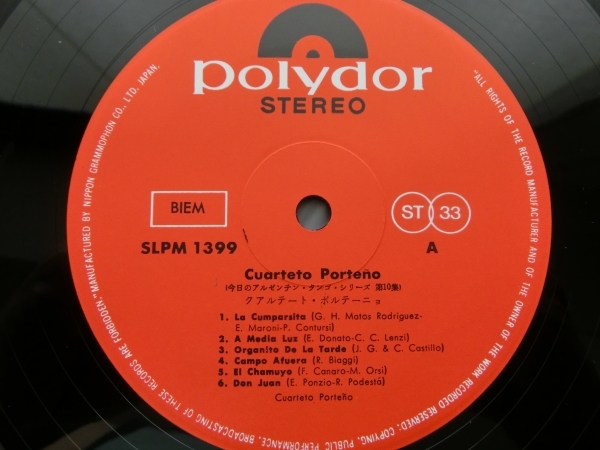 polydor
STEREO
BIEM
ST 33
SLPM 1399
A
Cuarteto Porteño
(今日のアルゼンチン・タンゴ・シリーズ 第10集)
クアルテート・ポルテーニョ
1. La Cumparsita (G. H. Matos Rodriguez-
E. Maroni-P. Contursi)
2. A Media Luz (E. Donato-C. C. Lenzi)
3. Organito De La Tarde (J. G. & C. Castillo)
4. Campo Afuera (R. Biaggi)
5. El Chamuyo (F. Canaro-M. Orsi)
6. Don Juan (E. Ponzio-R. Podestá)
Cuarteto Porteño
"ALL RIGHTS OF THE RECORD MANUFACTURER AND OF THE OWNER OF THE WORK RECORDED RESERVED: COPYING, PUBLIC PERFORMANCE, BROADCASTING OF THESE RECORDS ARE FORBIDDEN: "MANUFACTURED BY NIPPON GRAMMOPHON CO., LTD. JAPAN.